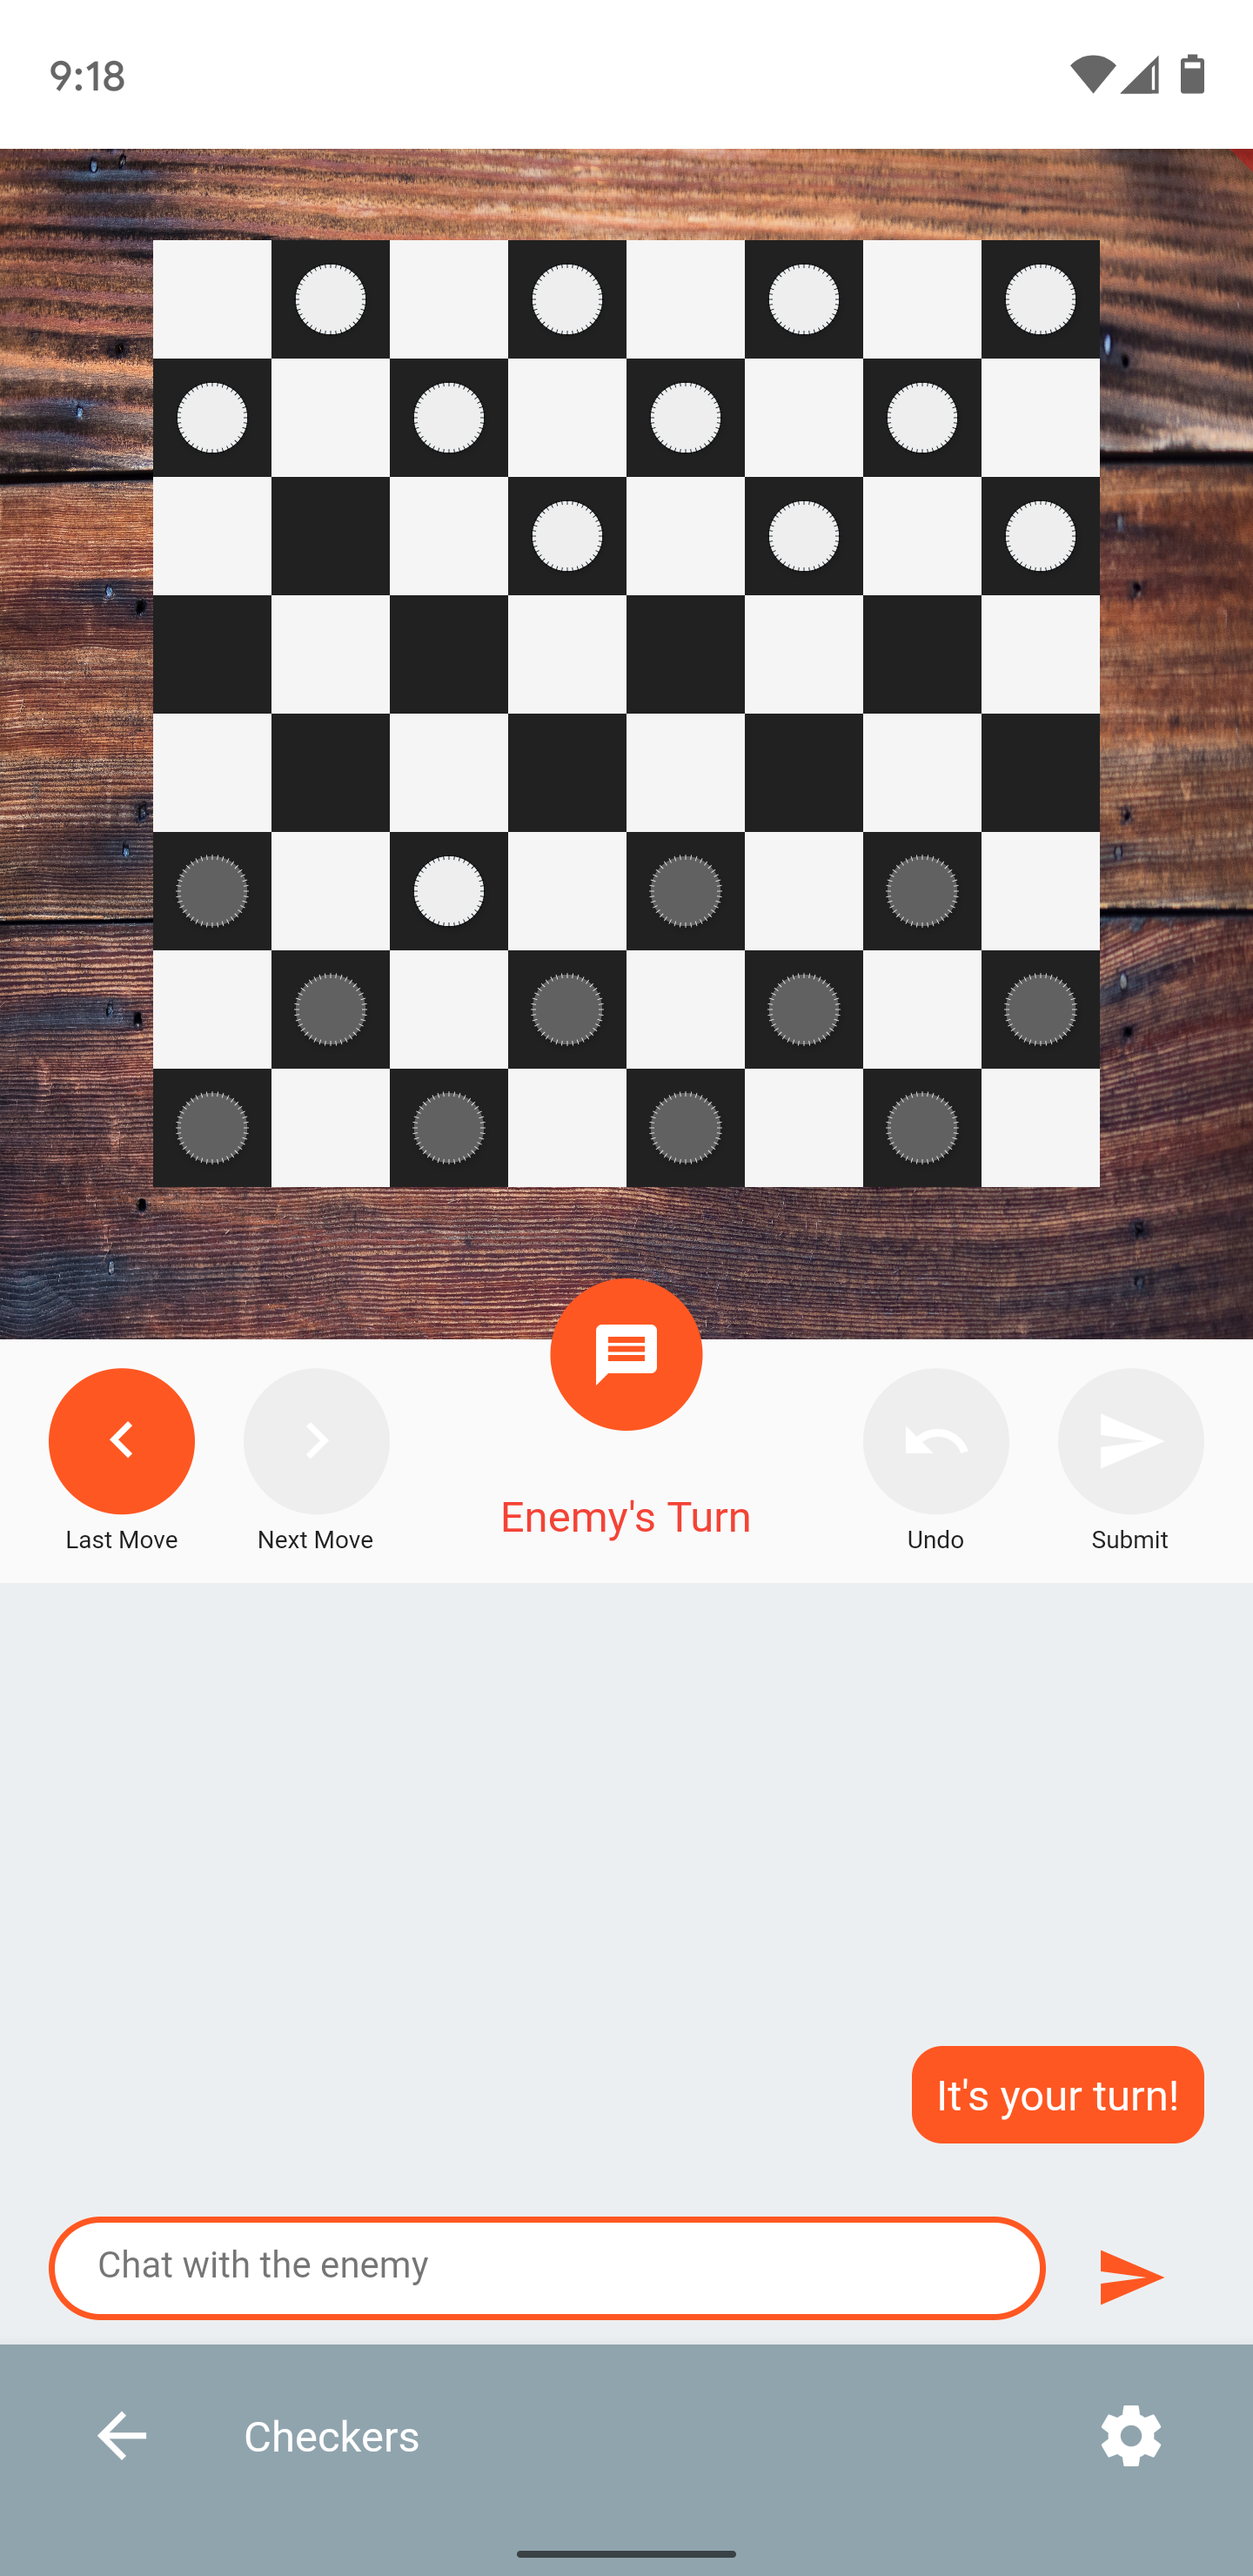 9:18
Last Move
Next Move
Enemy's Turn
Undo
Submit
It's your turn!
Chat with the enemy
Checkers